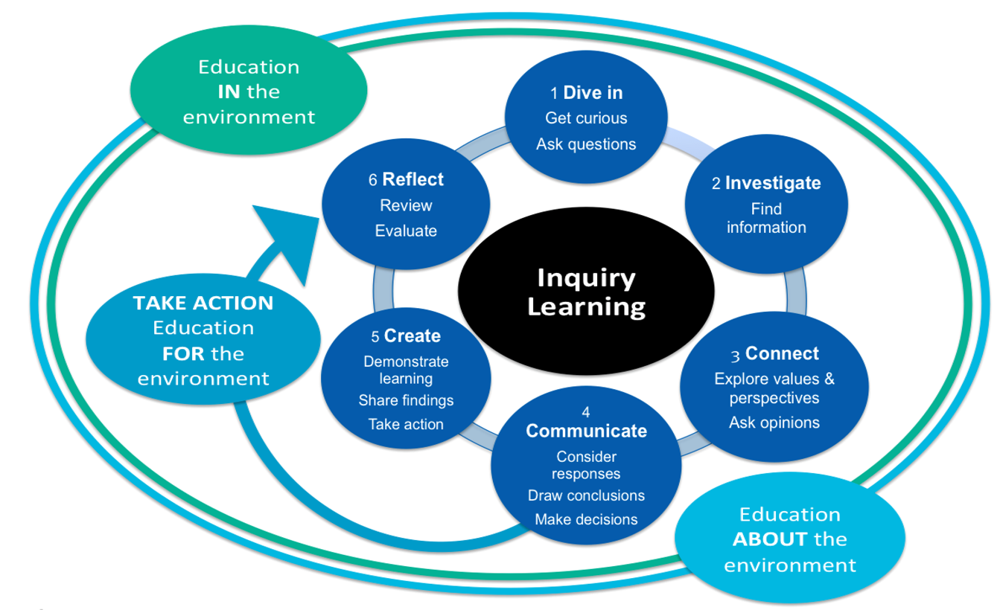 Education
IN the
environment
1 Dive in
Get curious
Ask questions
2 Investigate
Find
information
3 Connect
Explore values &
perspectives
Ask opinions
4
Communicate
Consider
responses
Draw conclusions
Make decisions
5 Create
Demonstrate
learning
Share findings
Take action
6 Reflect
Review
Evaluate
Inquiry
Learning
TAKE ACTION
Education
FOR the
environment
Education
ABOUT the
environment